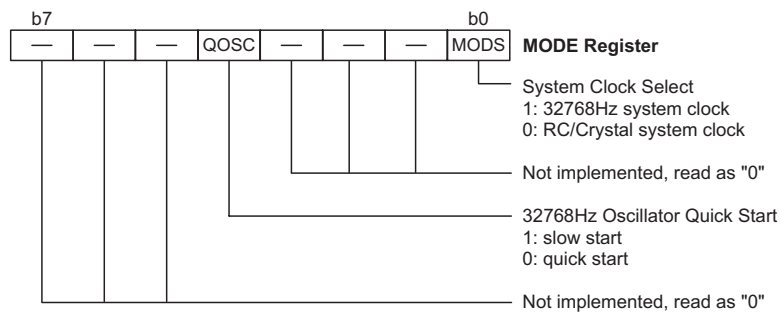 b7 b0
— — — QOSC — — — MODS MODE Register
System Clock Select
1: 32768Hz system clock
0: RC/Crystal system clock
Not implemented, read as "0"
32768Hz Oscillator Quick Start
1: slow start
0: quick start
Not implemented, read as "0"